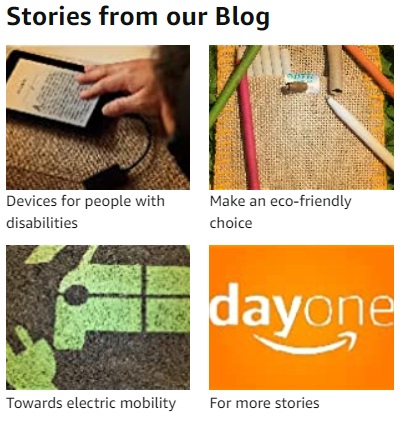 Stories from our Blog
Devices for people with
disabilities
Make an eco-friendly
choice
dayone
Towards electric mobility
For more stories